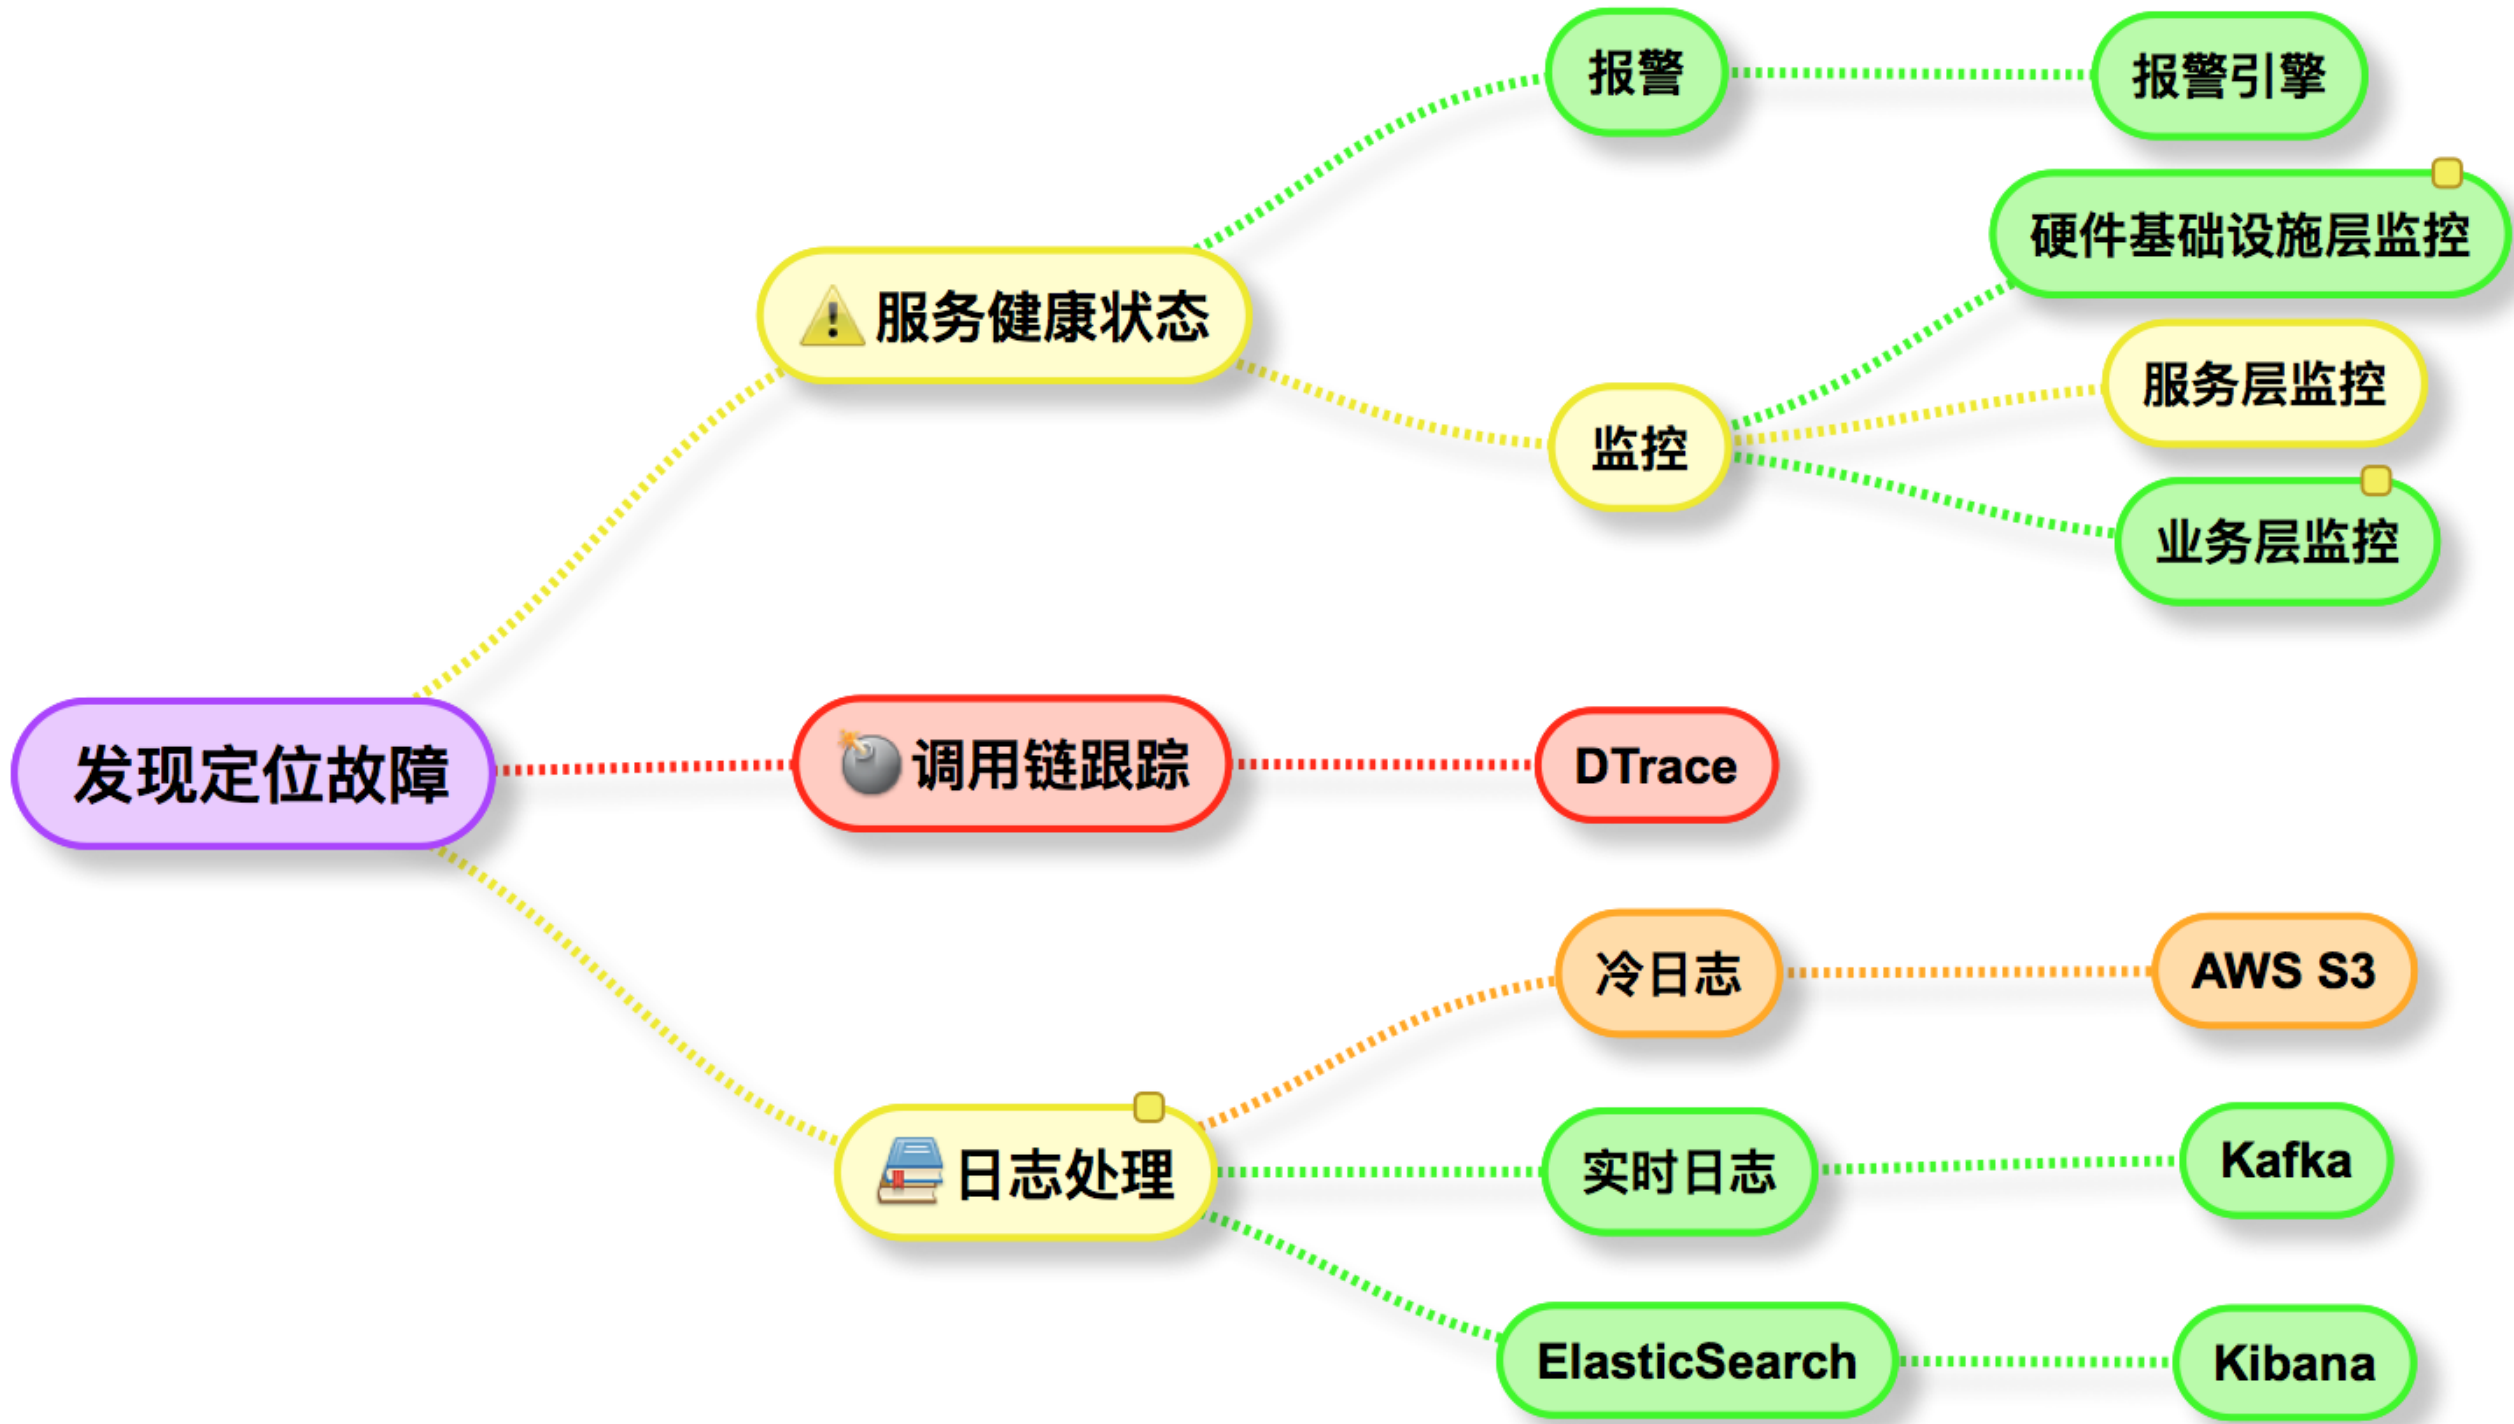 报警
报警引擎
硬件基础设施层监控
服务健康状态
服务层监控
监控
业务层监控
发现定位故障
调用链跟踪
DTrace
冷日志
AWS S3
日志处理
实时日志
Kafka
ElasticSearch
Kibana